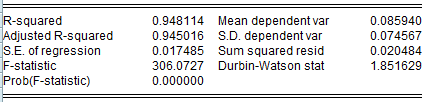 R-squared 0.948114 Mean dependent var 0.085940
Adjusted R-squared 0.945016 S.D. dependent var 0.074567
S.E. of regression 0.017485 Sum squared resid 0.020484
F-statistic 306.0727 Durbin-Watson stat 1.851629
Prob(F-statistic) 0.000000